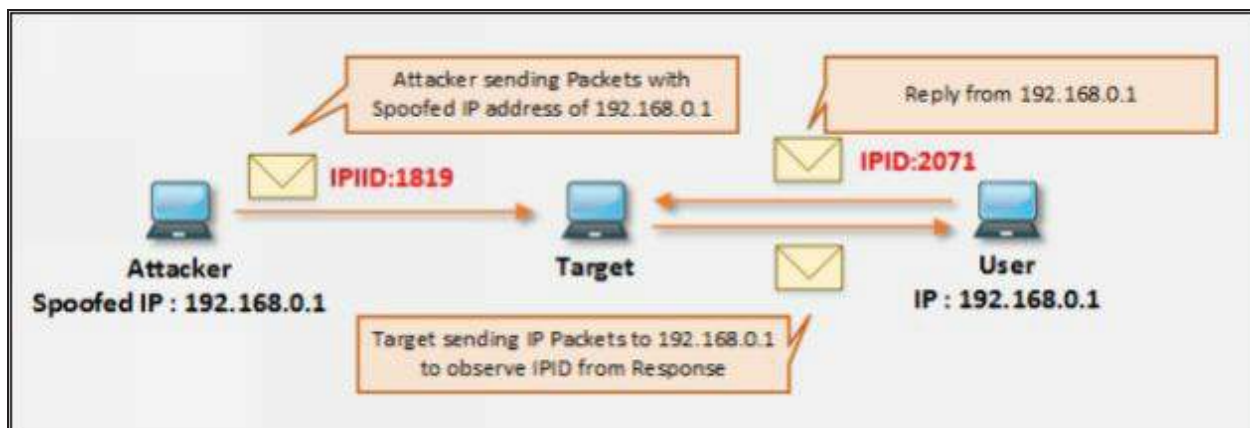 Attacker sending Packets with
Spoofed IP address of 192.168.0.1
Reply from 192.168.0.1
IPIID:1819
IPID:2071
Attacker
Spoofed IP : 192.168.0.1
Target
User
IP : 192.168.0.1
Target sending IP Packets to 192.168.0.1
to observe IPID from Response